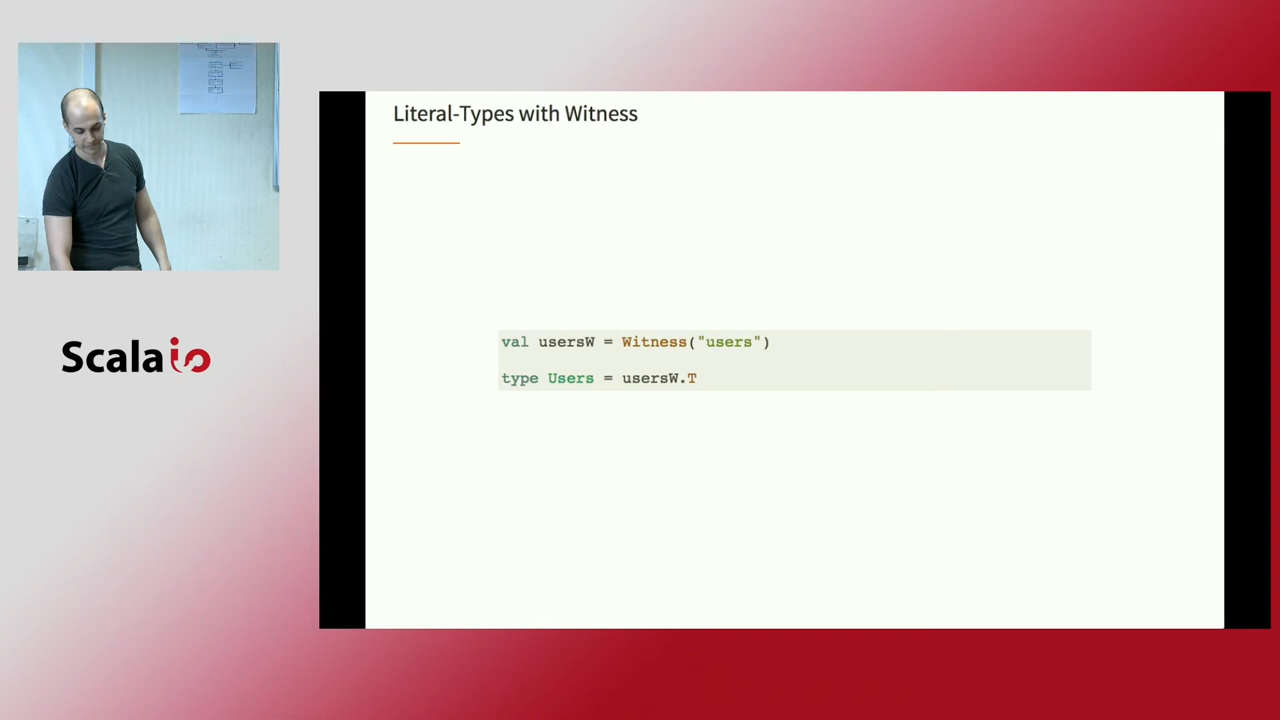 Literal-Types with Witness
val usersW = Witness("users")
type Users = usersW.T
Scala io